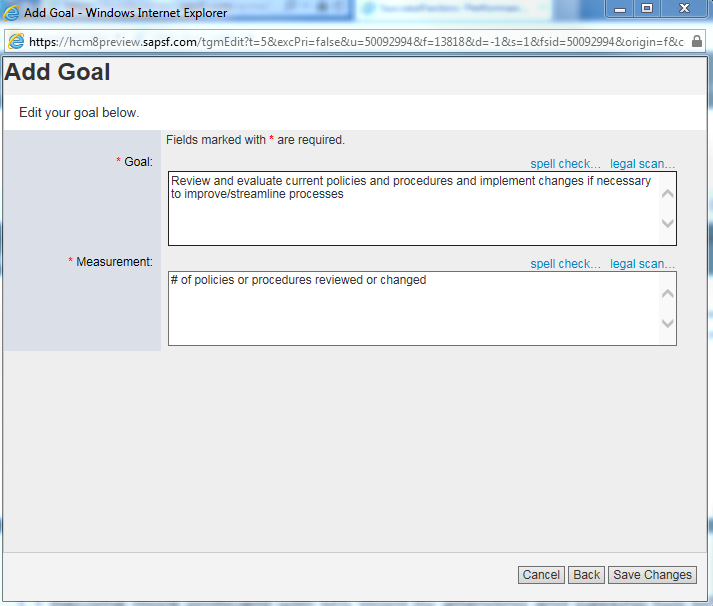 Add Goal - Windows Internet Explorer
https://hcm8preview.sapsf.com/tgmEdit?t=5&excPri=false&u=50092994&f=13818&d=-1&s=1&fsid=50092994&origin=f&c
Add Goal
Edit your goal below.
Fields marked with * are required.
* Goal:
spell check... legal scan...
Review and evaluate current policies and procedures and implement changes if necessary
to improve/streamline processes
* Measurement:
spell check... legal scan...
# of policies or procedures reviewed or changed
Cancel Back Save Changes